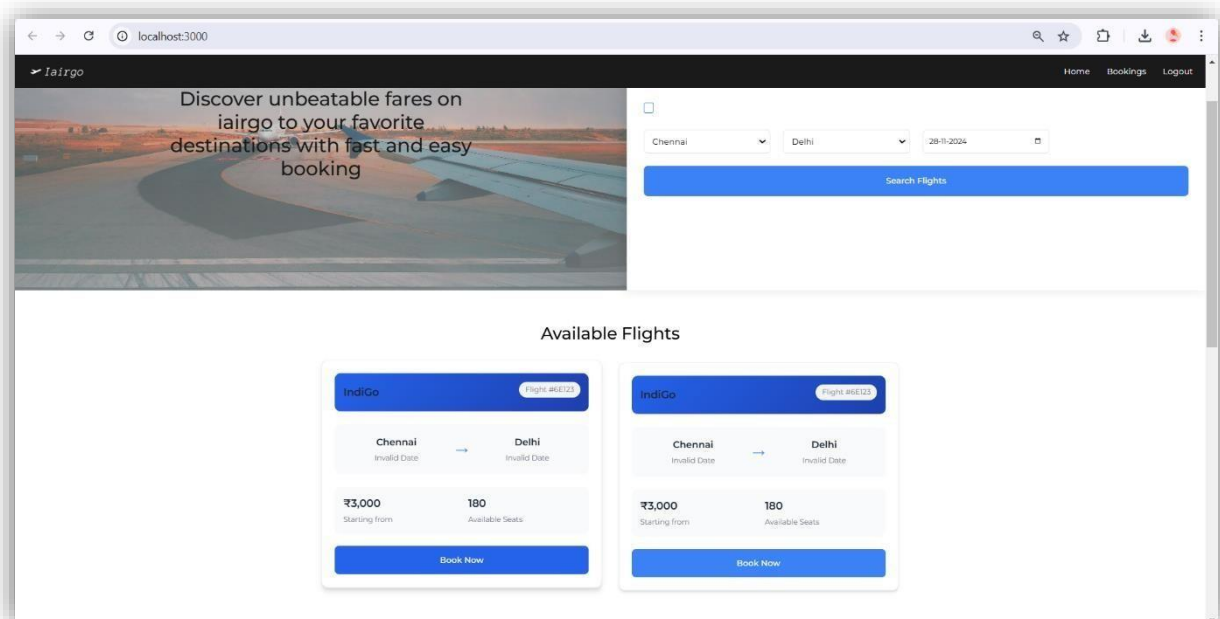 localhost:3000
Iairgo
Home Bookings Logout
Discover unbeatable fares on
iairgo to your favorite
destinations with fast and easy
booking
Chennai Delhi 28-11-2024
Search Flights
Available Flights
IndiGo Flight #6E123
Chennai → Delhi
Invalid Date Invalid Date
₹3,000 180
Starting from Available Seats
Book Now
IndiGo Flight #6E123
Chennai → Delhi
Invalid Date Invalid Date
₹3,000 180
Starting from Available Seats
Book Now